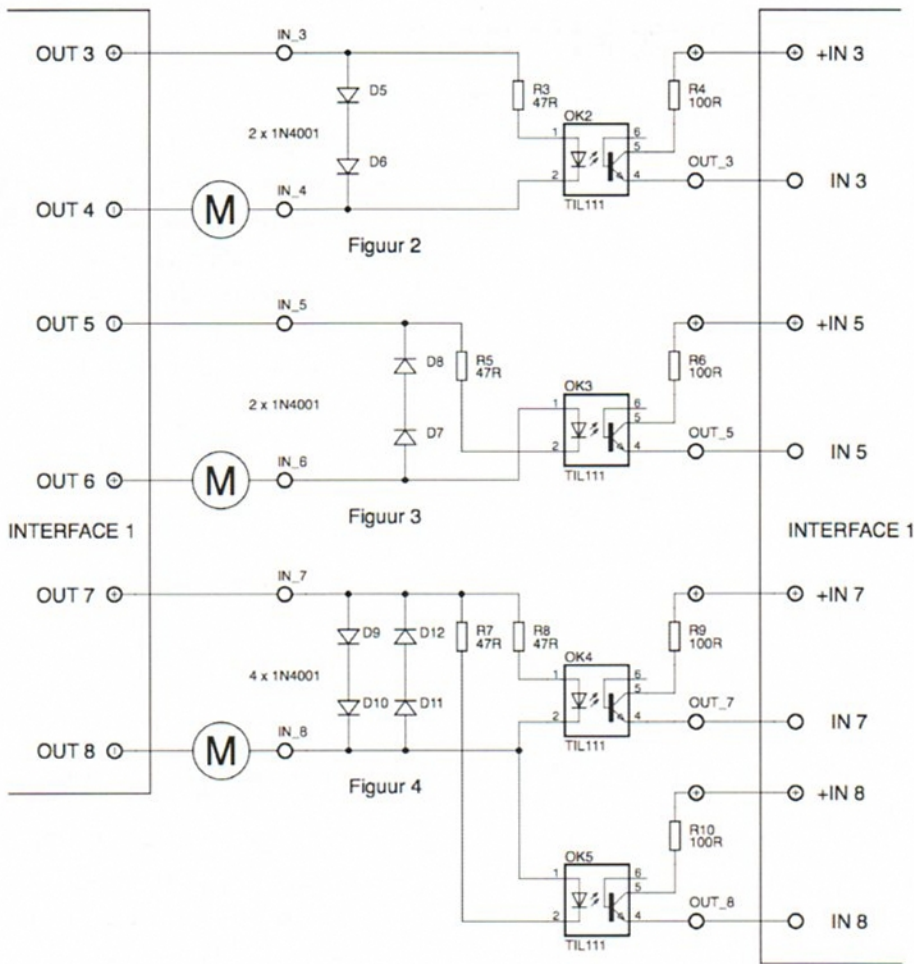 OUT 3
IN_3
+IN 3
D5
R3
47R
R4
100R
OK2
2 x 1N4001
1
6
5
D6
IN_4
2
4
OUT_3
IN 3
OUT 4
M
TIL111
Figuur 2
OUT 5
IN_5
+IN 5
D8
R5
47R
R6
100R
OK3
2 x 1N4001
1
6
5
D7
IN_6
2
4
OUT_5
IN 5
OUT 6
M
TIL111
Figuur 3
INTERFACE 1
INTERFACE 1
OUT 7
IN_7
+IN 7
D9
D12
R7
47R
R8
47R
R9
100R
OK4
4 x 1N4001
1
6
5
D10
D11
IN_8
2
4
OUT_7
IN 7
OUT 8
M
TIL111
Figuur 4
+IN 8
R10
100R
OK5
1
6
5
2
4
OUT_8
IN 8
TIL111